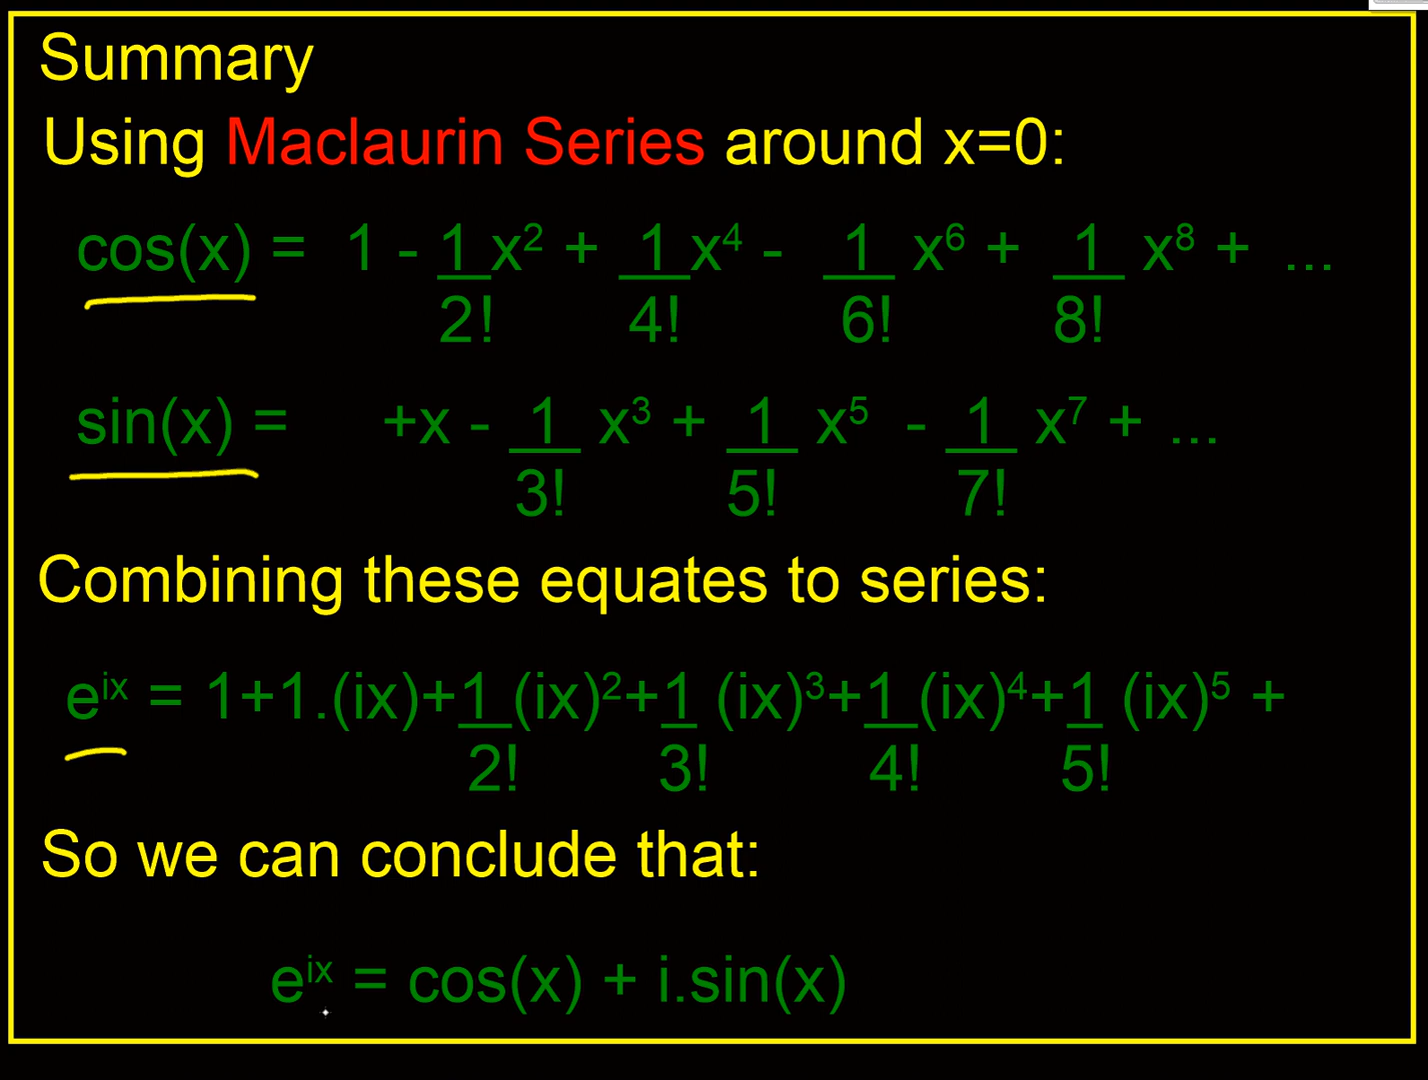 Summary
Using Maclaurin Series around x=0:
cos(x) = 1 - 1/2! x² + 1/4! x⁴ - 1/6! x⁶ + 1/8! x⁸ + ...
sin(x) = +x - 1/3! x³ + 1/5! x⁵ - 1/7! x⁷ + ...
Combining these equates to series:
eⁱˣ = 1+1.(ix)+1/2! (ix)²+1/3! (ix)³+1/4! (ix)⁴+1/5! (ix)⁵ +
So we can conclude that:
eⁱˣ = cos(x) + i.sin(x)